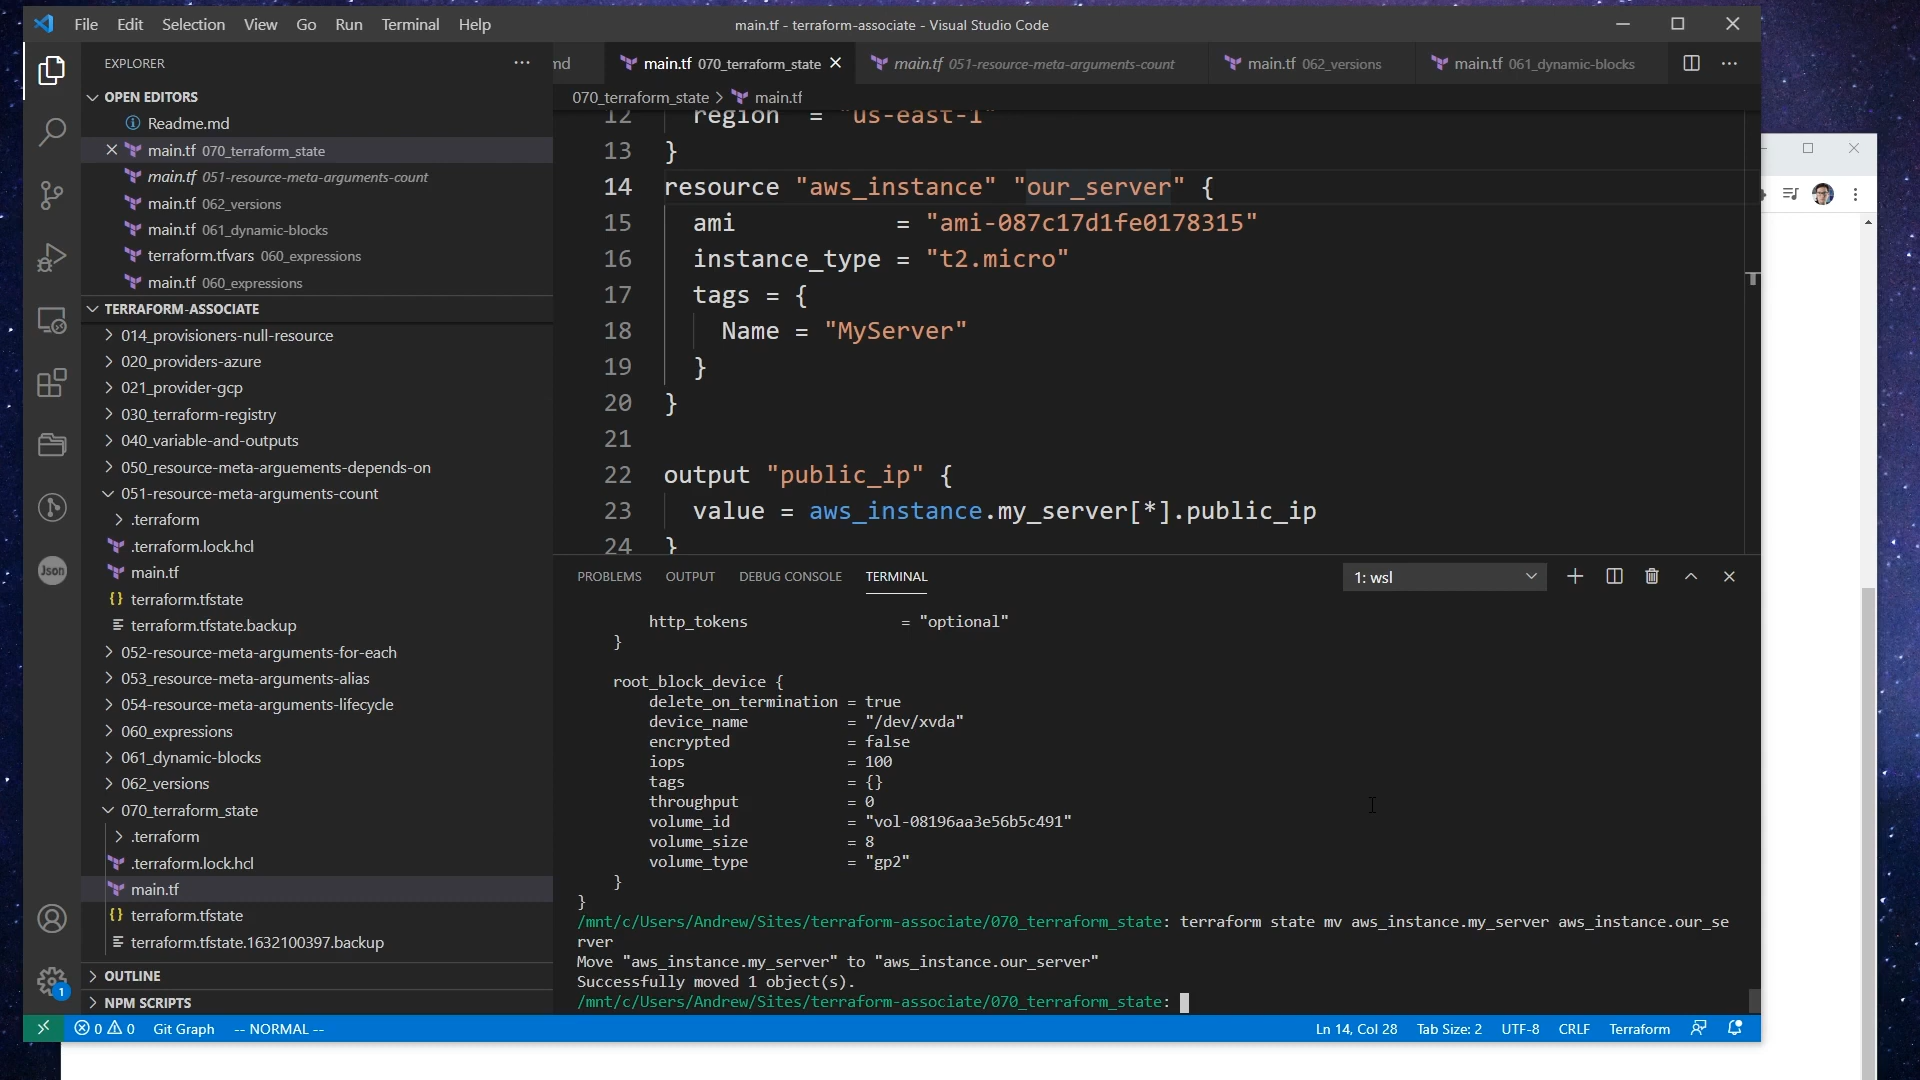 File Edit Selection View Go Run Terminal Help
main.tf - terraform-associate - Visual Studio Code
EXPLORER
OPEN EDITORS
Readme.md
main.tf 070_terraform_state
main.tf 051-resource-meta-arguments-count
main.tf 062_versions
main.tf 061_dynamic-blocks
terraform.tfvars 060_expressions
main.tf 060_expressions
TERRAFORM-ASSOCIATE
014_provisioners-null-resource
020_providers-azure
021_provider-gcp
030_terraform-registry
040_variable-and-outputs
050_resource-meta-arguements-depends-on
051-resource-meta-arguments-count
.terraform
.terraform.lock.hcl
main.tf
terraform.tfstate
terraform.tfstate.backup
052-resource-meta-arguments-for-each
053_resource-meta-arguments-alias
054-resource-meta-arguments-lifecycle
060_expressions
061_dynamic-blocks
062_versions
070_terraform_state
.terraform
.terraform.lock.hcl
main.tf
terraform.tfstate
terraform.tfstate.1632100397.backup
OUTLINE
NPM SCRIPTS
Json
1
nd main.tf 070_terraform_state main.tf 051-resource-meta-arguments-count main.tf 062_versions main.tf 061_dynamic-blocks
070_terraform_state > main.tf
12 region = "us-east-1"
13 }
14 resource "aws_instance" "our_server" {
15 ami = "ami-087c17d1fe0178315"
16 instance_type = "t2.micro"
17 tags = {
18 Name = "MyServer"
19 }
20 }
21
22 output "public_ip" {
23 value = aws_instance.my_server[*].public_ip
24 }
PROBLEMS OUTPUT DEBUG CONSOLE TERMINAL 1: wsl
http_tokens = "optional"
}
root_block_device {
delete_on_termination = true
device_name = "/dev/xvda"
encrypted = false
iops = 100
tags = {}
throughput = 0
volume_id = "vol-08196aa3e56b5c491"
volume_size = 8
volume_type = "gp2"
}
}
/mnt/c/Users/Andrew/Sites/terraform-associate/070_terraform_state: terraform state mv aws_instance.my_server aws_instance.our_se
rver
Move "aws_instance.my_server" to "aws_instance.our_server"
Successfully moved 1 object(s).
/mnt/c/Users/Andrew/Sites/terraform-associate/070_terraform_state:
0 0 Git Graph -- NORMAL -- Ln 14, Col 28 Tab Size: 2 UTF-8 CRLF Terraform